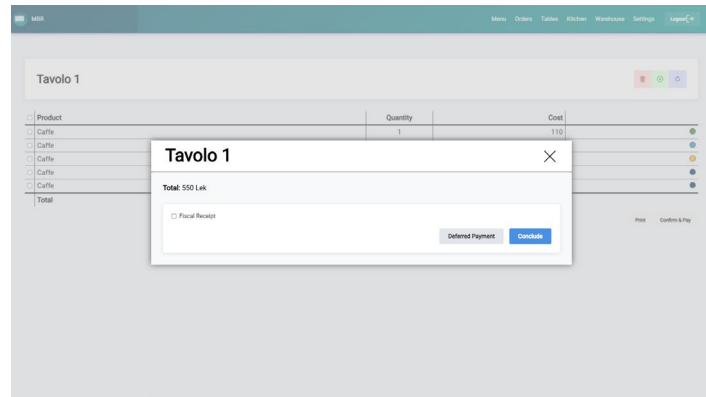 MBR
Menu Orders Tables Kitchen Warehouse Settings Logout
Tavolo 1
Product Quantity Cost
Caffe 1 110
Caffe
Caffe
Caffe
Caffe
Total
Print Confirm & Pay
Tavolo 1
Total: 550 Lek
Fiscal Receipt
Deferred Payment Conclude